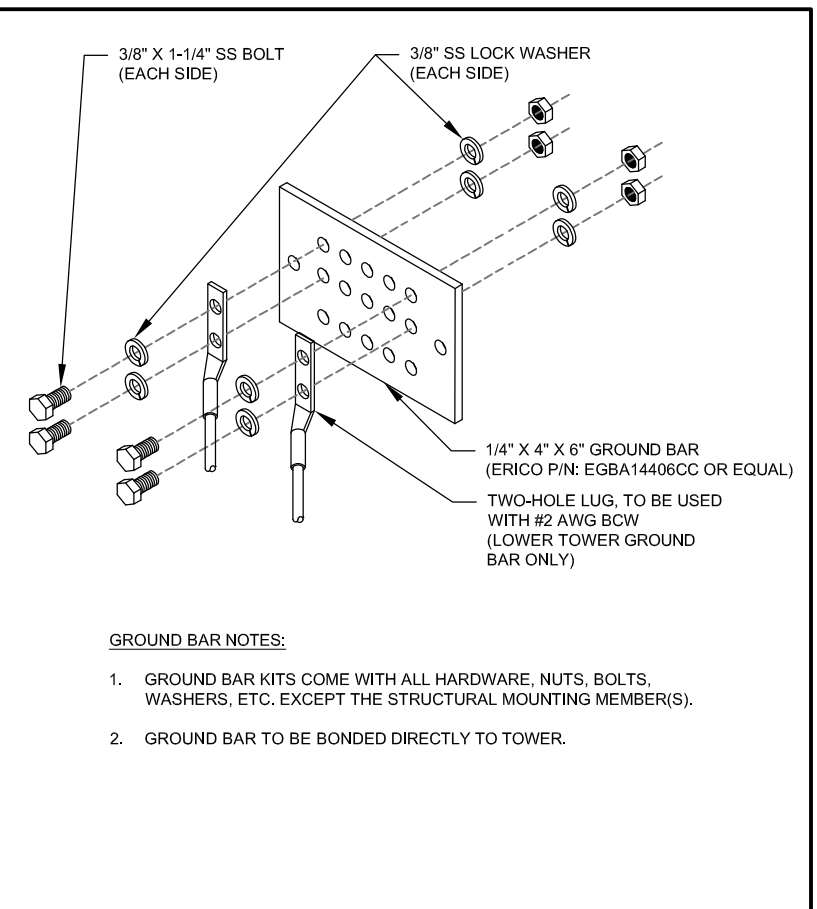 3/8" X 1-1/4" SS BOLT
(EACH SIDE)
3/8" SS LOCK WASHER
(EACH SIDE)
1/4" X 4" X 6" GROUND BAR
(ERICO P/N: EGBA14406CC OR EQUAL)
TWO-HOLE LUG, TO BE USED
WITH #2 AWG BCW
(LOWER TOWER GROUND
BAR ONLY)
GROUND BAR NOTES:
1. GROUND BAR KITS COME WITH ALL HARDWARE, NUTS, BOLTS,
WASHERS, ETC. EXCEPT THE STRUCTURAL MOUNTING MEMBER(S).
2. GROUND BAR TO BE BONDED DIRECTLY TO TOWER.